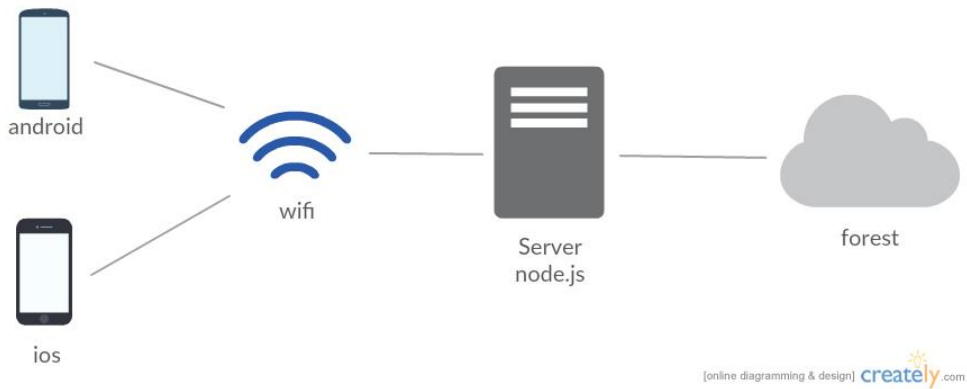 android
wifi
Server
node.js
forest
ios
[online diagramming & design] creately.com